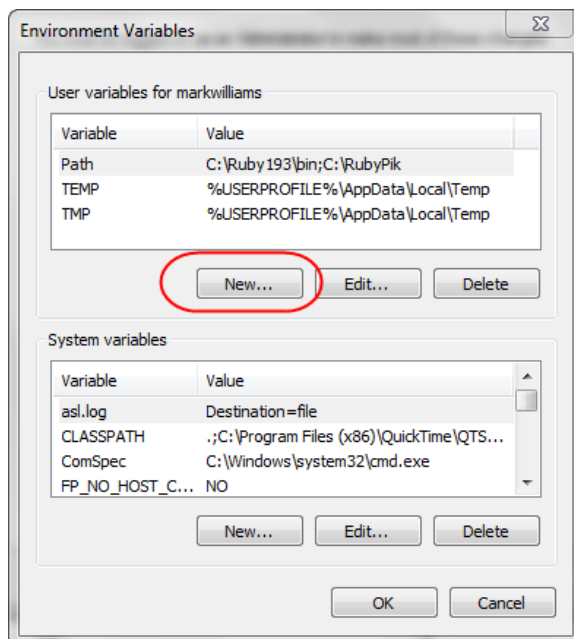 Environment Variables
User variables for markwilliams
Variable Value
Path C:\Ruby193\bin;C:\RubyPik
TEMP %USERPROFILE%\AppData\Local\Temp
TMP %USERPROFILE%\AppData\Local\Temp
New... Edit... Delete
System variables
Variable Value
asl.log Destination=file
CLASSPATH .;C:\Program Files (x86)\QuickTime\QTS...
ComSpec C:\Windows\system32\cmd.exe
FP_NO_HOST_C... NO
New... Edit... Delete
OK Cancel